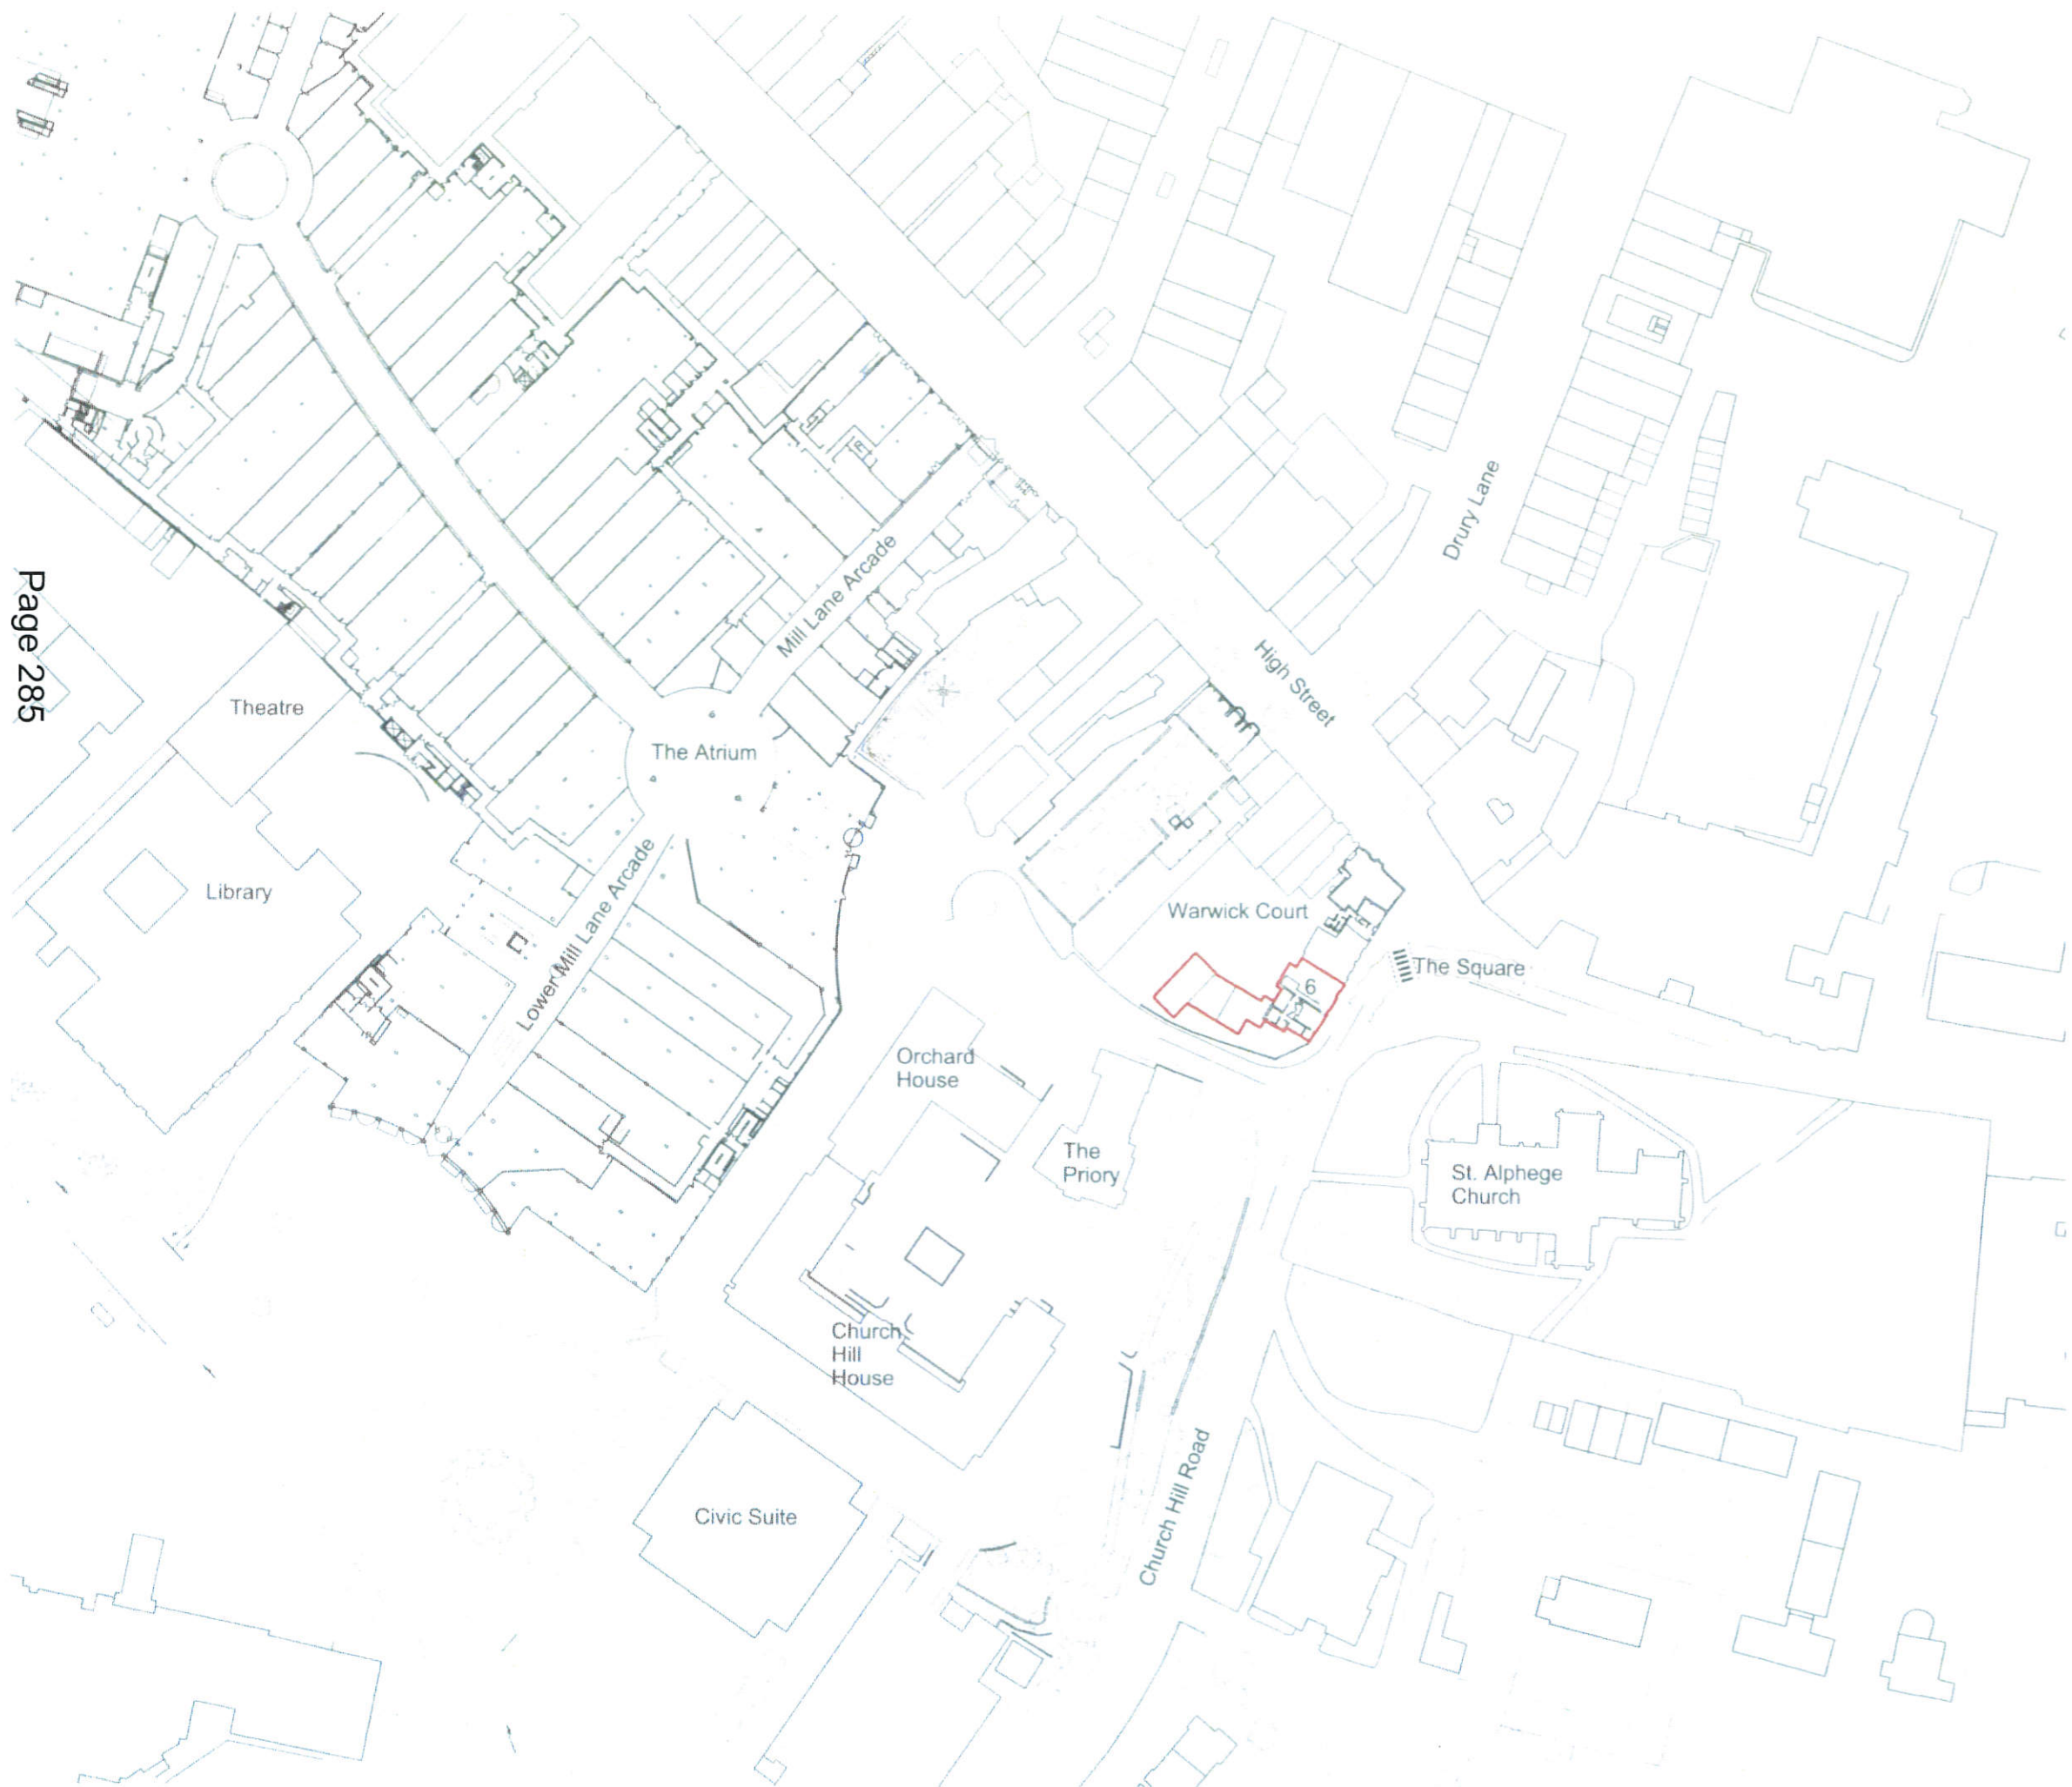 Drury Lane
Mill Lane Arcade
High Street
Page 285
Theatre
The Atrium
Library
Lower Mill Lane Arcade
Warwick Court
The Square
6
Orchard
House
The
Priory
St. Alphege
Church
Church
Hill
House
Civic Suite
Church Hill Road